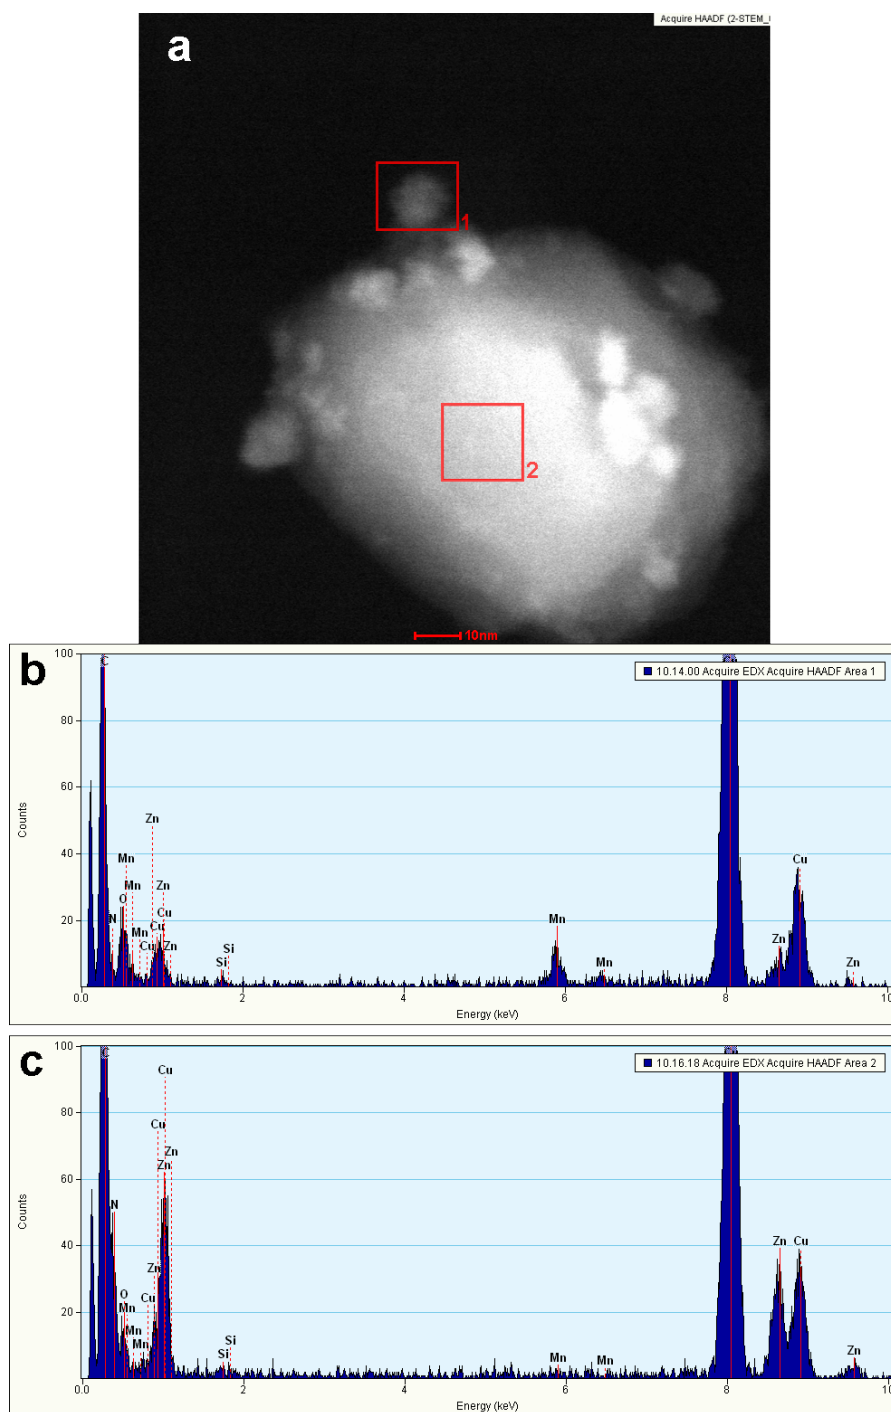 Acquire HAADF (2-STEM_
a
1
2
10nm
b
100
80
60
40
20
Counts
10.14.00 Acquire EDX Acquire HAADF Area 1
C
N
O
Mn
Mn
Mn
Cu
Zn
Cu
Zn
Cu
Zn
Si
Si
Mn
Mn
Zn
Cu
Zn
0.0 2 4 6 8 10
Energy (keV)
c
100
80
60
40
20
Counts
10.16.18 Acquire EDX Acquire HAADF Area 2
C
N
O
Mn
Mn
Mn
Cu
Zn
Cu
Zn
Cu
Zn
Si
Si
Mn
Mn
Zn
Cu
Zn
0.0 2 4 6 8 10
Energy (keV)